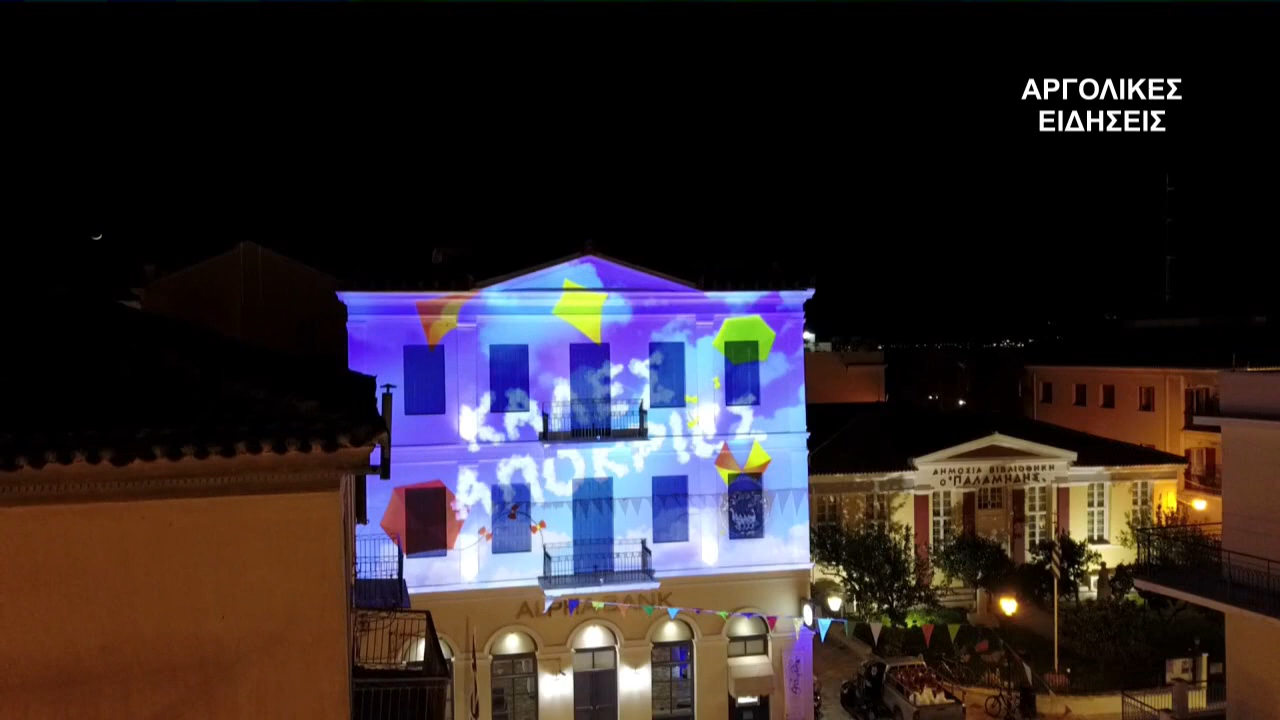 ΑΡΓΟΛΙΚΕΣ
ΕΙΔΗΣΕΙΣ
ΚΑΛΕΣ
ΑΠΟΚΡΙΕΣ
ΔΗΜΟΣΙΑ ΒΙΒΛΙΟΘΗΚΗ
Ο "ΠΑΛΑΜΗΔΗΣ"
ALPHA BANK